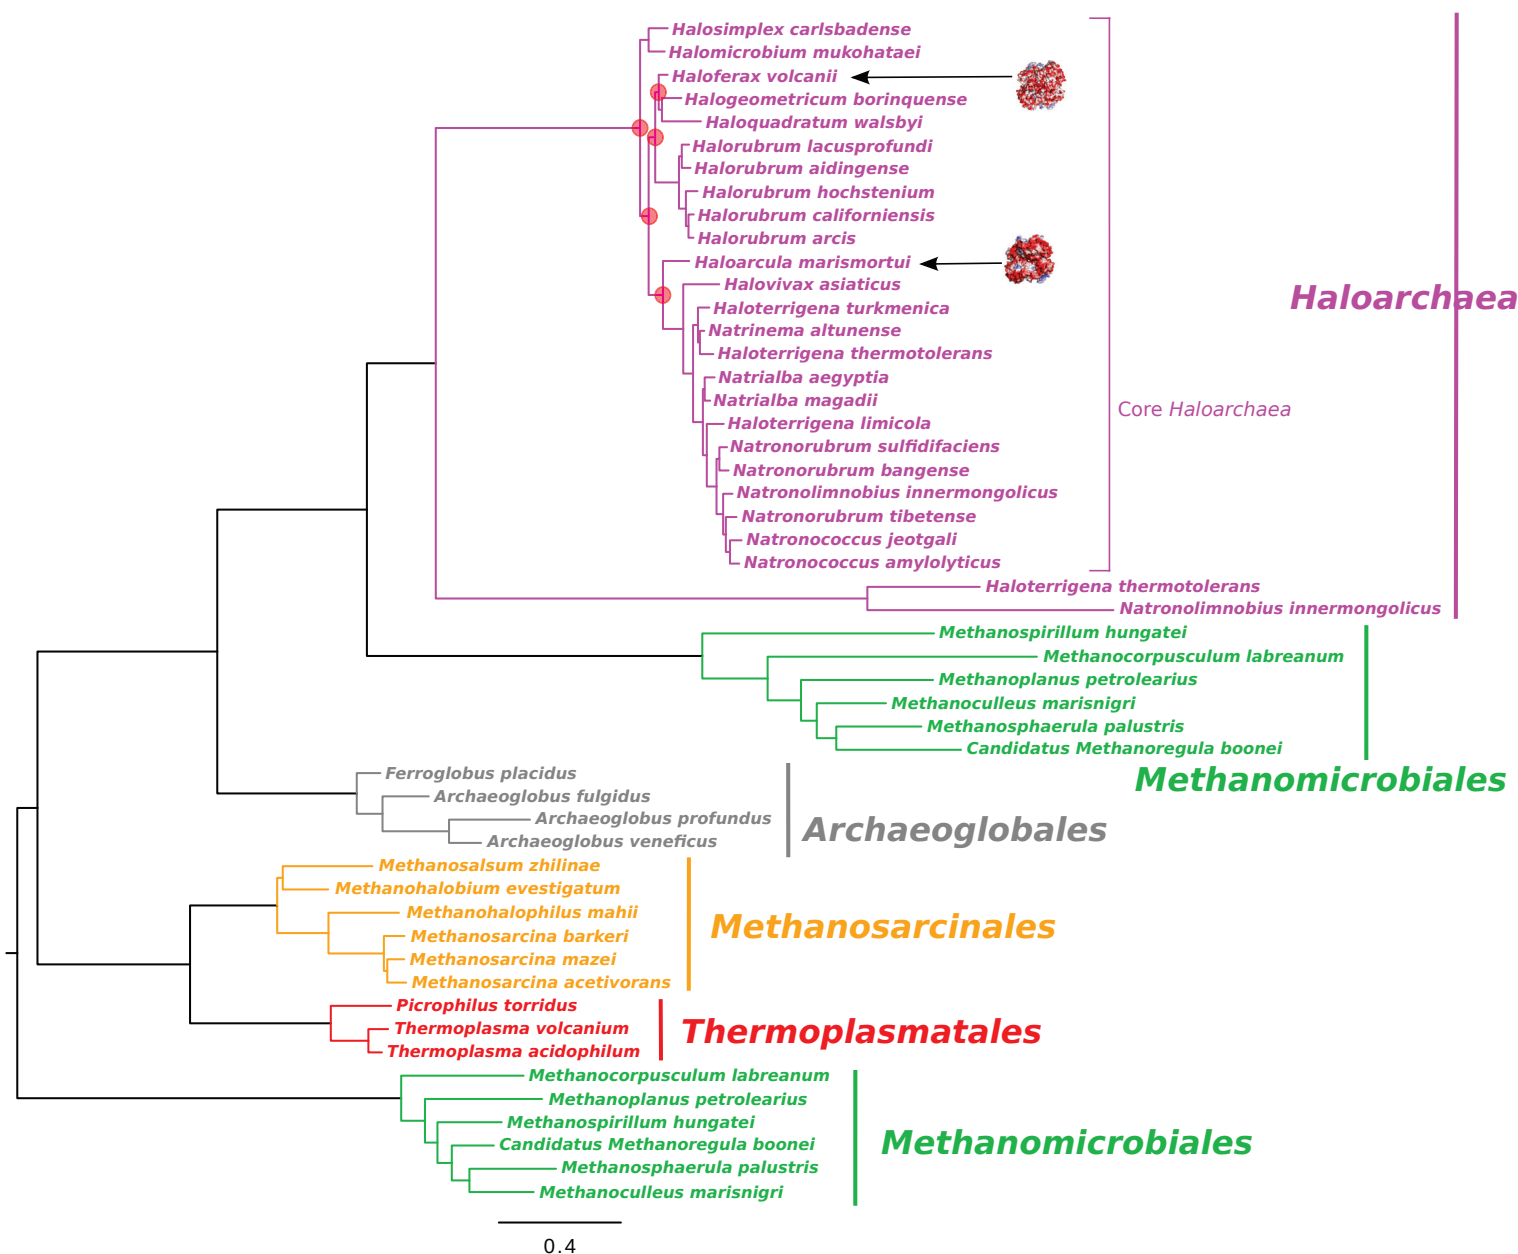 Halosimplex carlsbadense
Halomicrobium mukohataei
Haloferax volcanii
Halogeometricum borinquense
Haloquadratum walsbyi
Halorubrum lacusprofundi
Halorubrum aidingense
Halorubrum hochstenium
Halorubrum californiensis
Halorubrum arcis
Haloarcula marismortui
Halovivax asiaticus
Haloarchaea
Haloterrigena turkmenica
Natrinema altunense
Haloterrigena thermotolerans
Natrialba aegyptia
Natrialba magadii
Core Haloarchaea
Haloterrigena limicola
Natronorubrum sulfidifaciens
Natronorubrum bangense
Natronolimnobius innermongolicus
Natronorubrum tibetense
Natronococcus jeotgali
Natronococcus amylolyticus
Haloterrigena thermotolerans
Natronolimnobius innermongolicus
Methanospirillum hungatei
Methanocorpusculum labreanum
Methanoplanus petrolearius
Methanoculleus marisnigri
Methanosphaerula palustris
Candidatus Methanoregula boonei
Methanomicrobiales
Ferroglobus placidus
Archaeoglobus fulgidus
Archaeoglobus profundus
Archaeoglobus veneficus
Archaeoglobales
Methanosalsum zhilinae
Methanohalobium evestigatum
Methanohalophilus mahii
Methanosarcina barkeri
Methanosarcina mazei
Methanosarcina acetivorans
Methanosarcinales
Picrophilus torridus
Thermoplasma volcanium
Thermoplasma acidophilum
Thermoplasmatales
Methanocorpusculum labreanum
Methanoplanus petrolearius
Methanospirillum hungatei
Candidatus Methanoregula boonei
Methanosphaerula palustris
Methanoculleus marisnigri
Methanomicrobiales
0.4